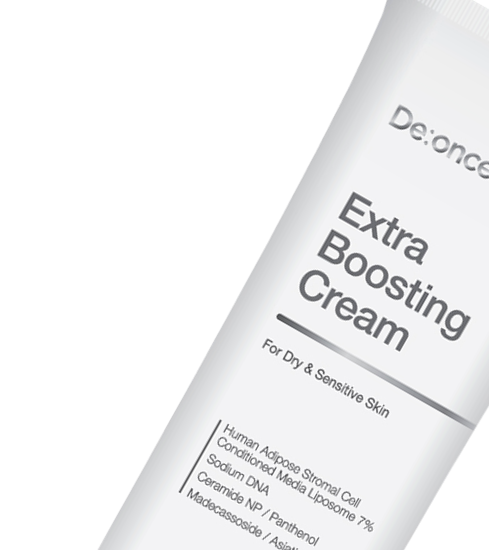 De:once
Extra
Boosting
Cream
For Dry & Sensitive Skin
Human Adipose Stromal Cell
Conditioned Media Liposome 7%
Sodium DNA
Ceramide NP / Panthenol
Madecassoside /